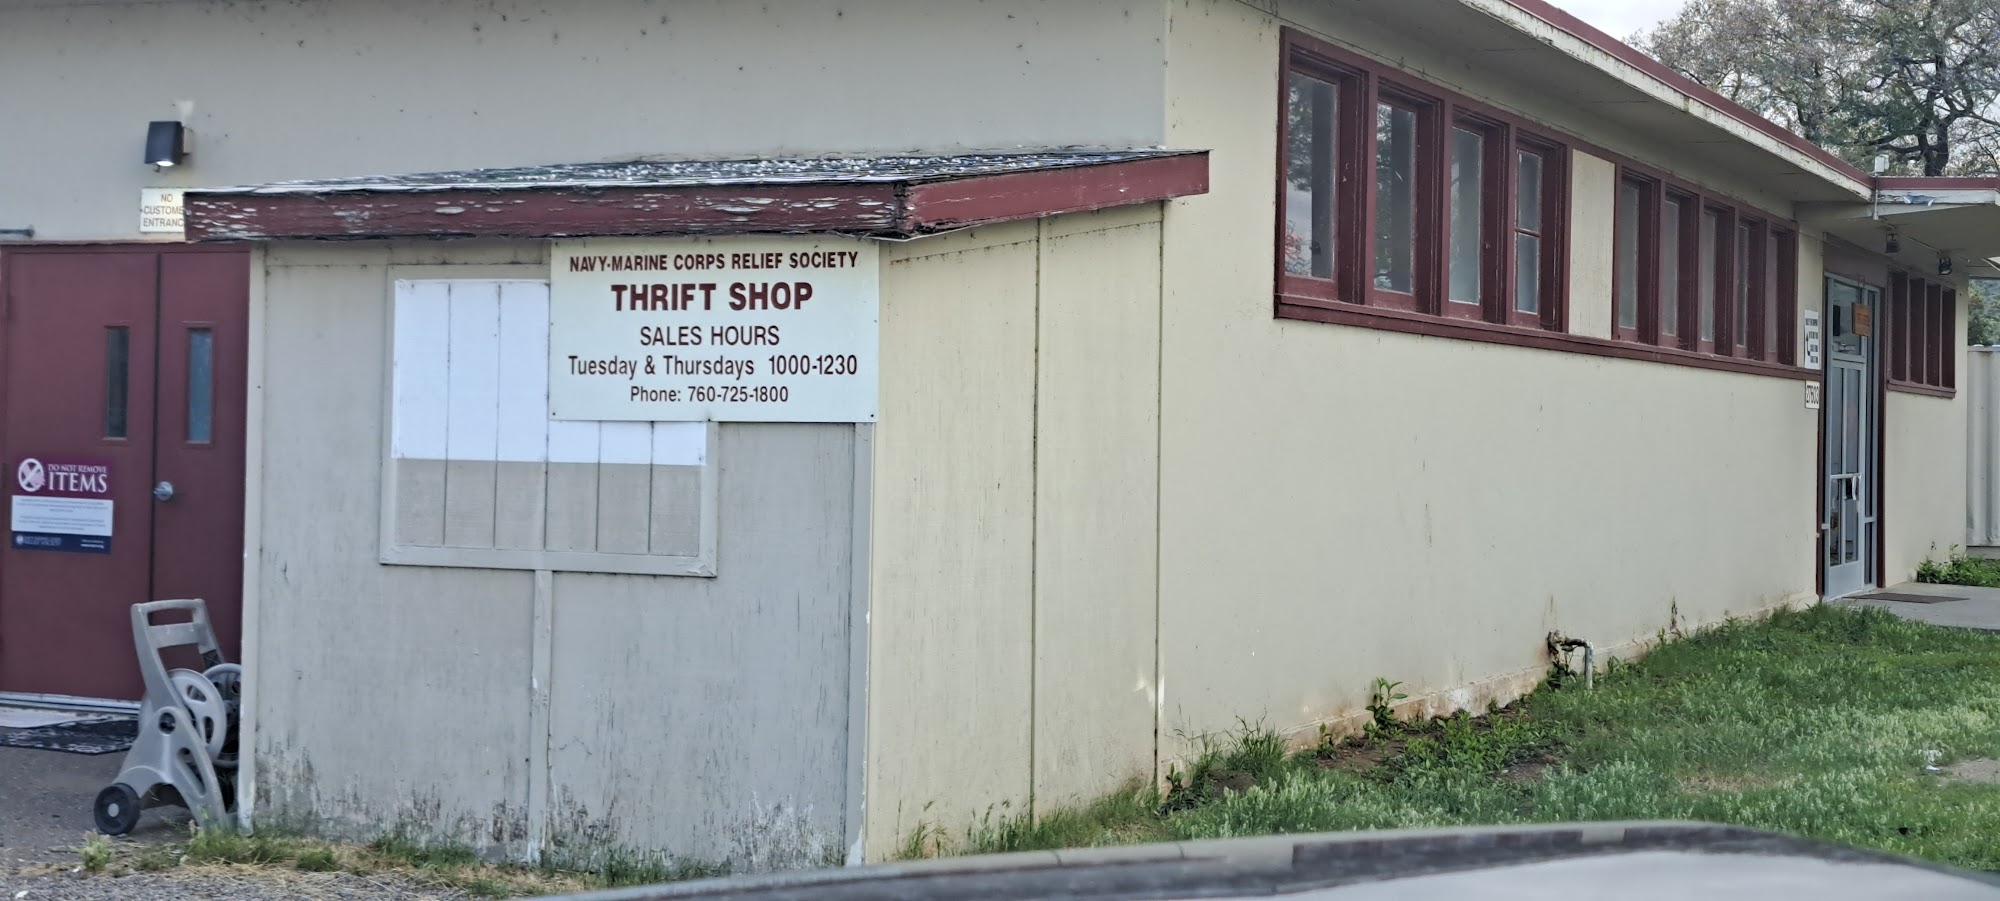 NO
CUSTOMER
ENTRANC
NAVY-MARINE CORPS RELIEF SOCIETY
THRIFT SHOP
SALES HOURS
Tuesday & Thursdays 1000-1230
Phone: 760-725-1800
DO NOT REMOVE
ITEMS